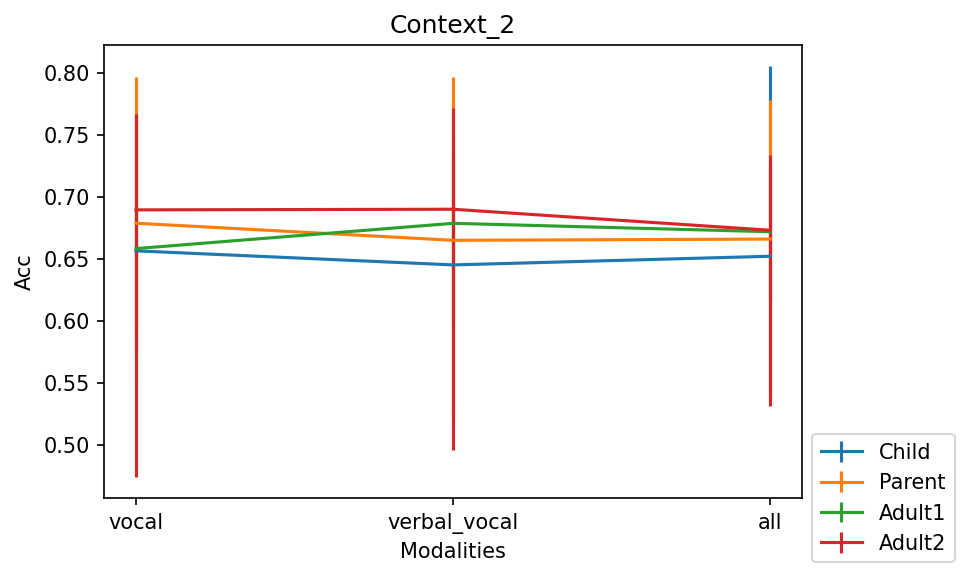 Context_2
0.80
0.75
0.70
0.65
0.60
0.55
0.50
Acc
vocal
verbal_vocal
all
Modalities
Child
Parent
Adult1
Adult2